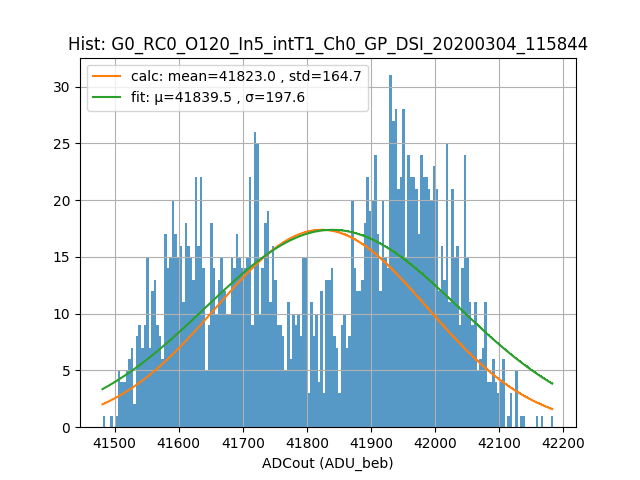 Hist: G0_RC0_O120_In5_intT1_Ch0_GP_DSI_20200304_115844
calc: mean=41823.0 , std=164.7
fit: μ=41839.5 , σ=197.6
30
25
20
15
10
5
0
41500 41600 41700 41800 41900 42000 42100 42200
ADCout (ADU_beb)